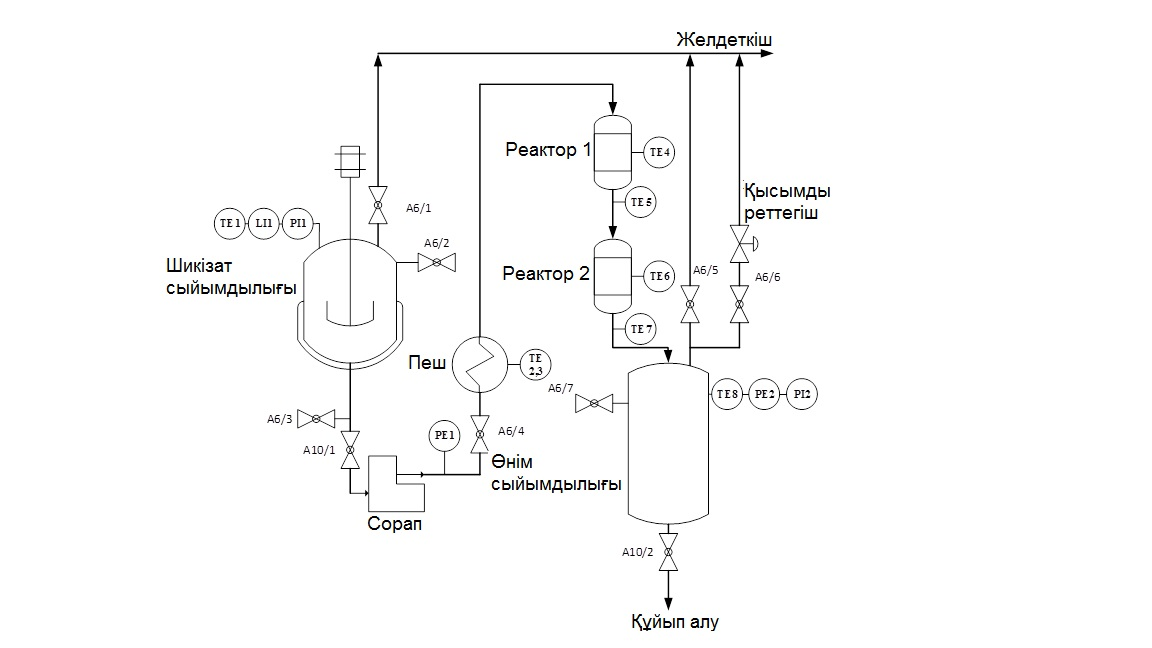 Желдеткіш
Реактор 1
TE4
Қысымды
реттегіш
TE5
A6/1
TE1
LI1
PI1
A6/2
Шикізат
сыйымдылығы
Реактор 2
TE6
A6/5
A6/6
TE7
Пеш
TE
2,3
A6/7
TE8
PE2
PI2
A6/3
A10/1
PE1
A6/4
Өнім
сыйымдылығы
Сорап
A10/2
Құйып алу